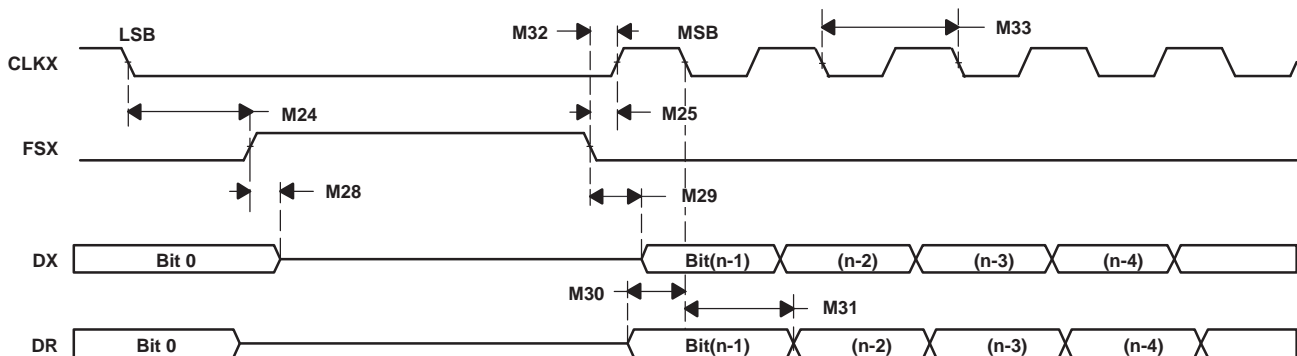 LSB M32 MSB M33
CLKX
M24 M25
FSX
M28 M29
DX Bit 0 Bit(n-1) (n-2) (n-3) (n-4)
M30 M31
DR Bit 0 Bit(n-1) (n-2) (n-3) (n-4)